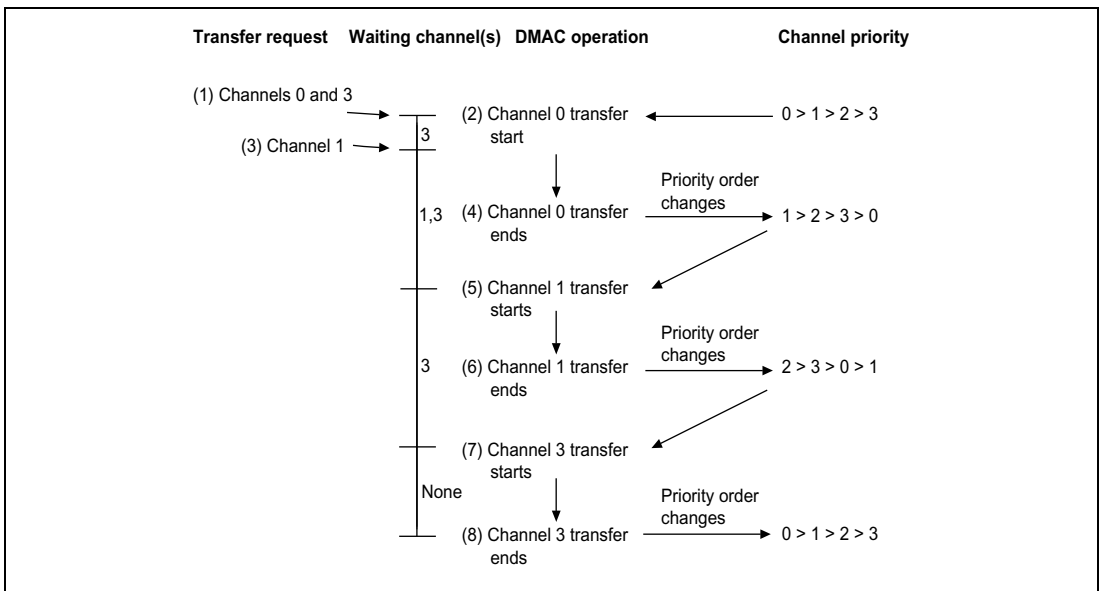 Transfer request Waiting channel(s) DMAC operation Channel priority
(1) Channels 0 and 3
(2) Channel 0 transfer
start
0 > 1 > 2 > 3
3
(3) Channel 1
Priority order
changes
1,3
(4) Channel 0 transfer
ends
1 > 2 > 3 > 0
(5) Channel 1 transfer
starts
Priority order
changes
3
(6) Channel 1 transfer
ends
2 > 3 > 0 > 1
(7) Channel 3 transfer
starts
None
Priority order
changes
(8) Channel 3 transfer
ends
0 > 1 > 2 > 3